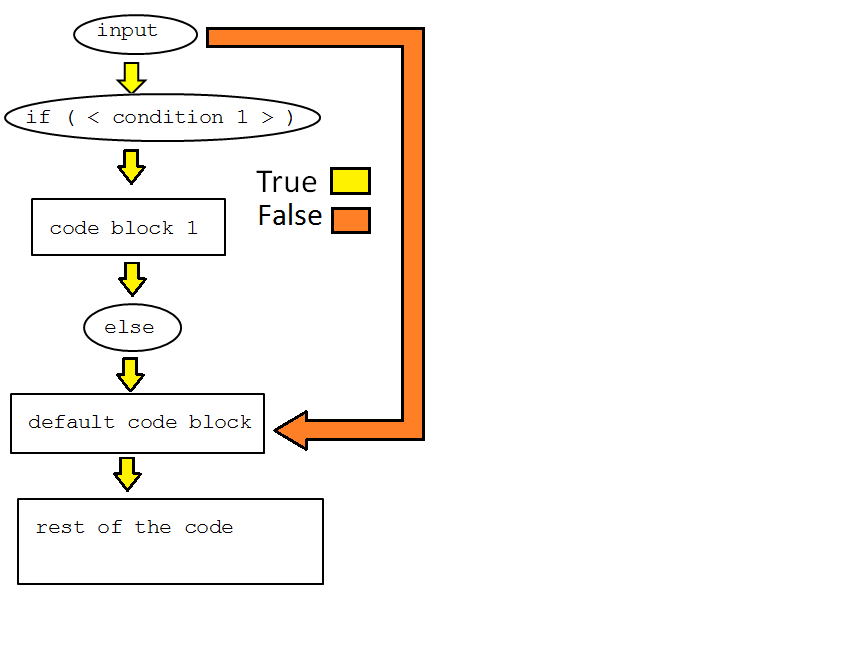 input
if ( < condition 1 > )
True
False
code block 1
else
default code block
rest of the code